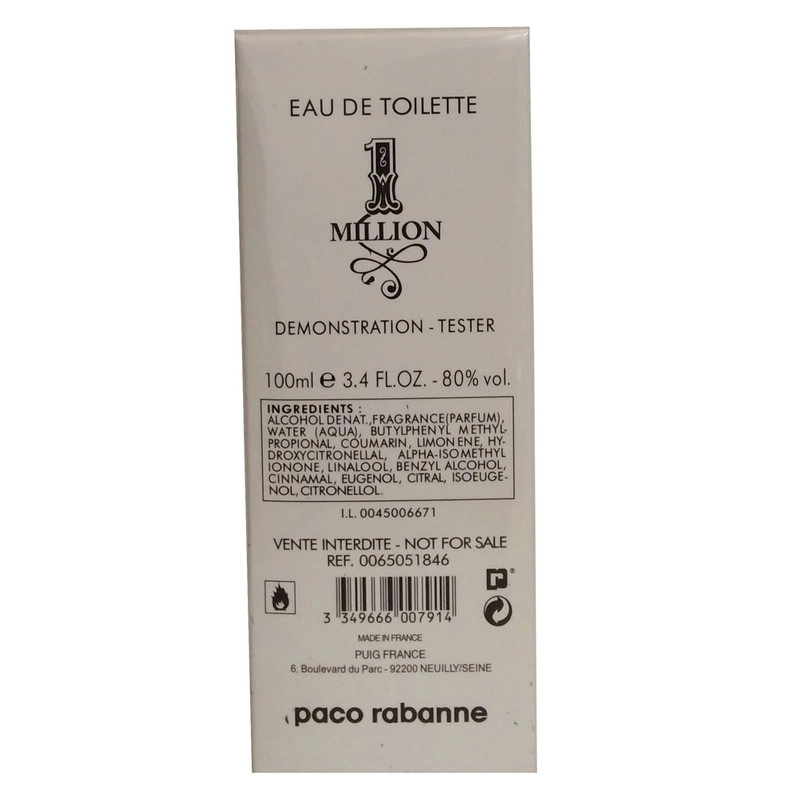 EAU DE TOILETTE
1
MILLION
DEMONSTRATION - TESTER
100ml e 3.4 FL.OZ. - 80% vol.
INGREDIENTS :
ALCOHOL DENAT., FRAGRANCE (PARFUM),
WATER (AQUA), BUTYLPHENYL METHYL-
PROPIONAL, COUMARIN, LIMONENE, HY-
DROXYCITRONELLAL, ALPHA-ISOMETHYL
IONONE, LINALOOL, BENZYL ALCOHOL,
CINNAMAL, EUGENOL, CITRAL, ISOEUGE-
NOL, CITRONELLOL.
I.L. 0045006671
VENTE INTERDITE - NOT FOR SALE
REF. 0065051846
3 349666 007914
MADE IN FRANCE
PUIG FRANCE
6, Boulevard du Parc - 92200 NEUILLY/SEINE
paco rabanne